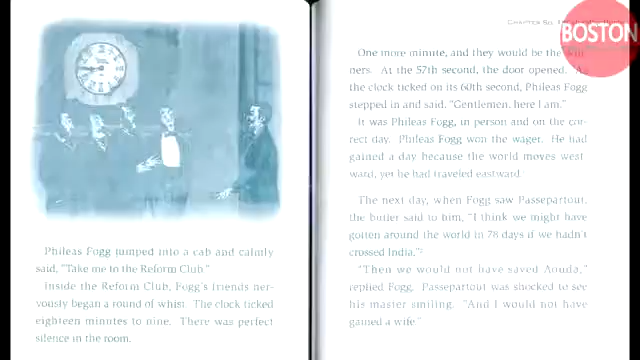 Phileas Fogg jumped into a cab and calmly
said, "Take me to the Reform Club."
Inside the Reform Club, Fogg's friends ner-
vously began a round of whist. The clock ticked
eighteen minutes to nine. There was perfect
silence in the room.
BOSTON
One more minute, and they would be the win-
ners. At the 57th second, the door opened. As
the clock ticked on its 60th second, Phileas Fogg
stepped in and said, "Gentlemen, here I am."
It was Phileas Fogg, in person and on the cor-
rect day. Phileas Fogg won the wager. He had
gained a day because the world moves west-
ward, yet he had traveled eastward.
The next day, when Fogg saw Passepartout,
the butler said to him, "I think we might have
gotten around the world in 78 days if we hadn't
crossed India."
"Then we would not have saved Aouda,"
replied Fogg. Passepartout was shocked to see
his master smiling. "And I would not have
gained a wife."